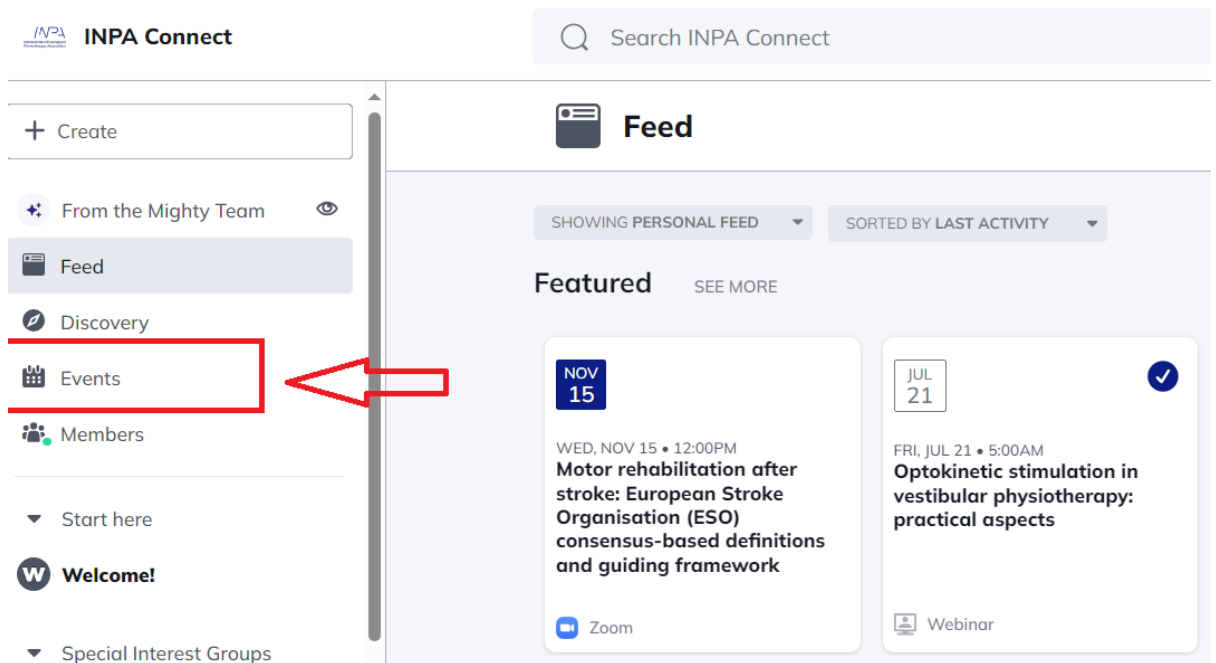 INPA
INPA Connect
Search INPA Connect
Create
From the Mighty Team
Feed
Discovery
Events
Members
Start here
W
Welcome!
Special Interest Groups
Feed
SHOWING PERSONAL FEED
SORTED BY LAST ACTIVITY
Featured
SEE MORE
NOV
15
WED, NOV 15 • 12:00PM
Motor rehabilitation after
stroke: European Stroke
Organisation (ESO)
consensus-based definitions
and guiding framework
Zoom
JUL
21
FRI, JUL 21 • 5:00AM
Optokinetic stimulation in
vestibular physiotherapy:
practical aspects
Webinar